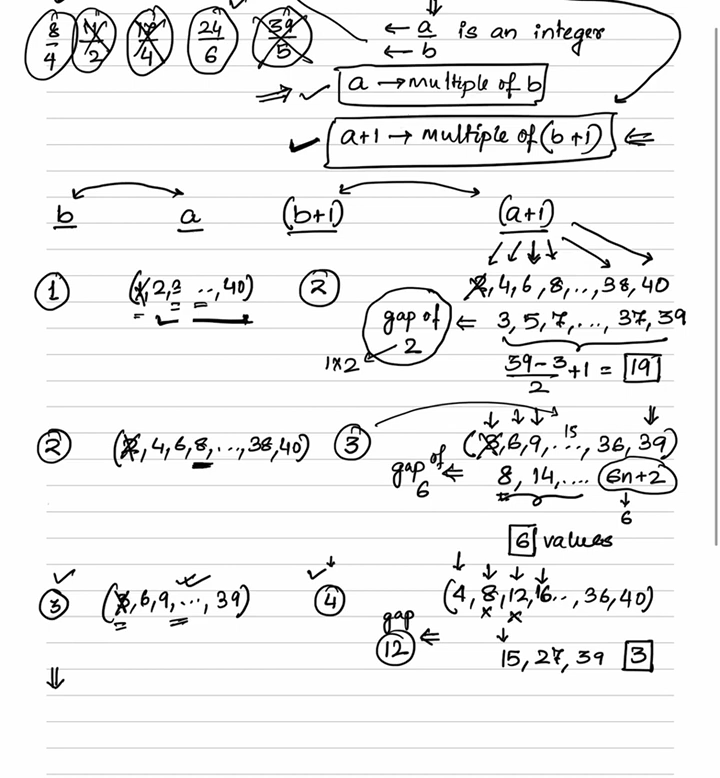 8/4 24/6 39/5 ← a/b is an integer
⇒ ✓ a → multiple of b
✓ a+1 → multiple of (b+1) ⇐
b a (b+1) (a+1)
① (1, 2, 3 .., 40) ② 2, 4, 6, 8, .., 38, 40
gap of 2 ⇐ 3, 5, 7, ..., 37, 39
1×2
(39-3)/2 + 1 = 19
② (2, 4, 6, 8, .., 38, 40) ③ (3, 6, 9, ..., 15, 36, 39)
gap of 6 ⇐ 8, 14, .... 6n+2
↓
6
6 values
③ (3, 6, 9, ..., 39) ④ (4, 8, 12, 16 .., 36, 40)
gap 12 ⇐ 15, 27, 39 3
⇓